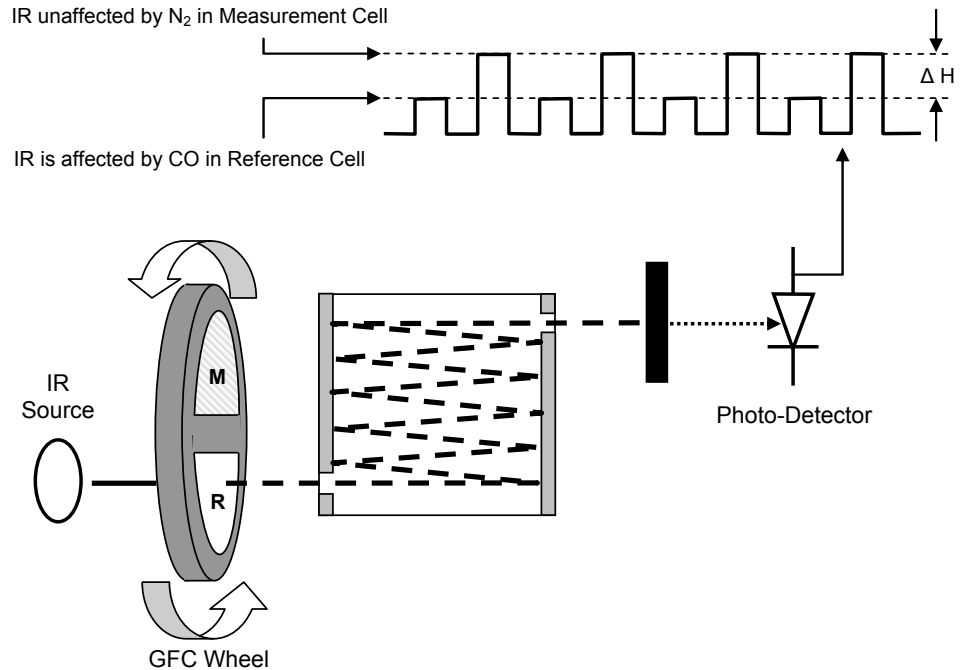 IR unaffected by N₂ in Measurement Cell
Δ H
IR is affected by CO in Reference Cell
M
IR
Source
R
Photo-Detector
GFC Wheel